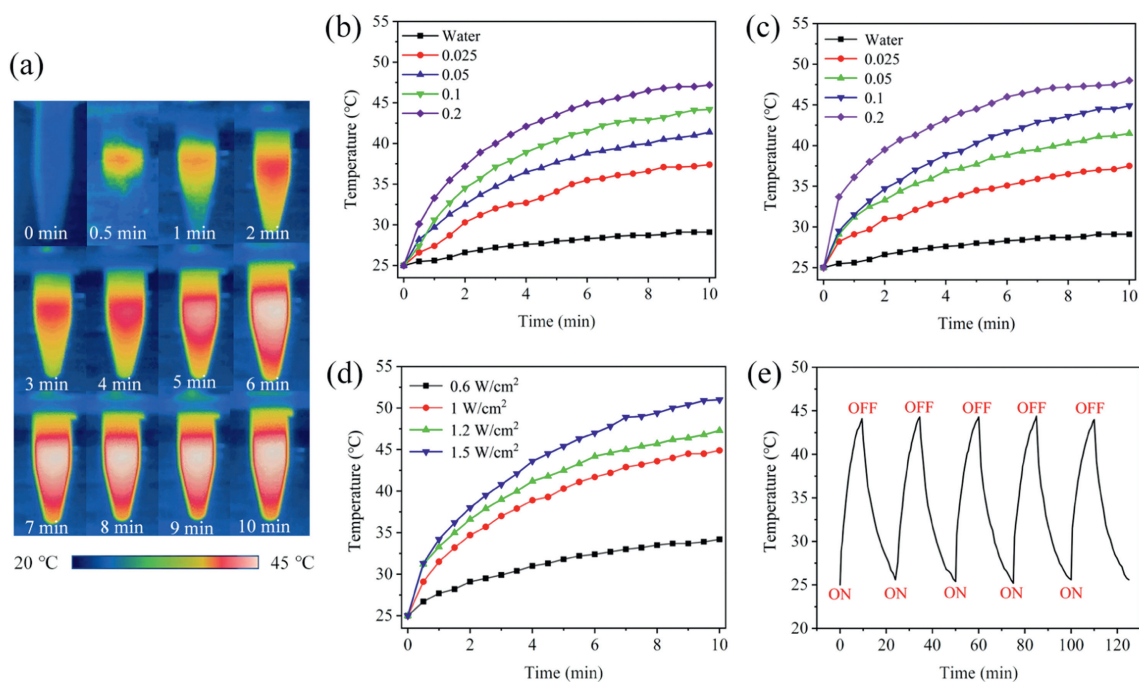 (a)
0 min 0.5 min 1 min 2 min
3 min 4 min 5 min 6 min
7 min 8 min 9 min 10 min
20 °C 45 °C
(b)
Water
0.025
0.05
0.1
0.2
55
50
45
40
35
30
25
Temperature (°C)
0 2 4 6 8 10
Time (min)
(c)
Water
0.025
0.05
0.1
0.2
55
50
45
40
35
30
25
Temperature (°C)
0 2 4 6 8 10
Time (min)
(d)
0.6 W/cm²
1 W/cm²
1.2 W/cm²
1.5 W/cm²
55
50
45
40
35
30
25
Temperature (°C)
0 2 4 6 8 10
Time (min)
(e)
50
45
40
35
30
25
20
Temperature (°C)
OFF OFF OFF OFF OFF
ON ON ON ON ON
0 20 40 60 80 100 120
Time (min)